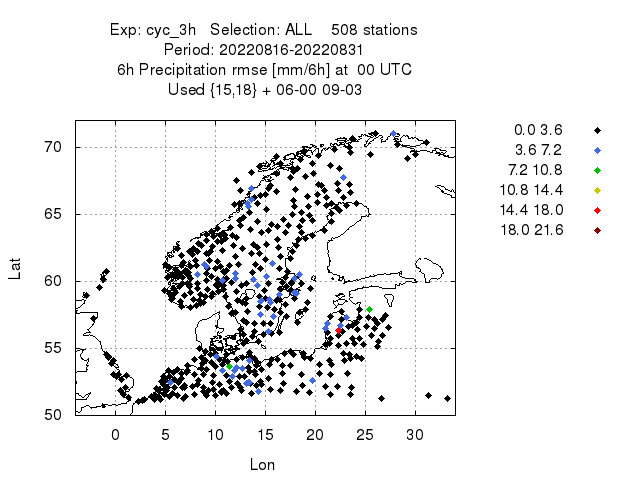 Exp: cyc_3h Selection: ALL 508 stations
Period: 20220816-20220831
6h Precipitation rmse [mm/6h] at 00 UTC
Used {15,18} + 06-00 09-03
0.0 3.6
3.6 7.2
7.2 10.8
10.8 14.4
14.4 18.0
18.0 21.6
70
65
60
55
50
Lat
0 5 10 15 20 25 30
Lon